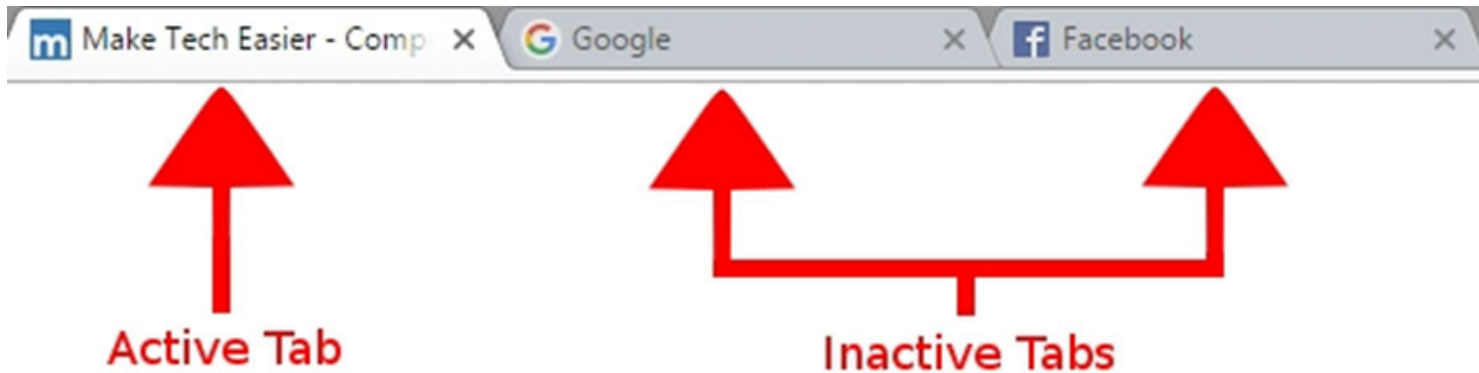 m Make Tech Easier - Comp
G Google
f Facebook
Active Tab
Inactive Tabs